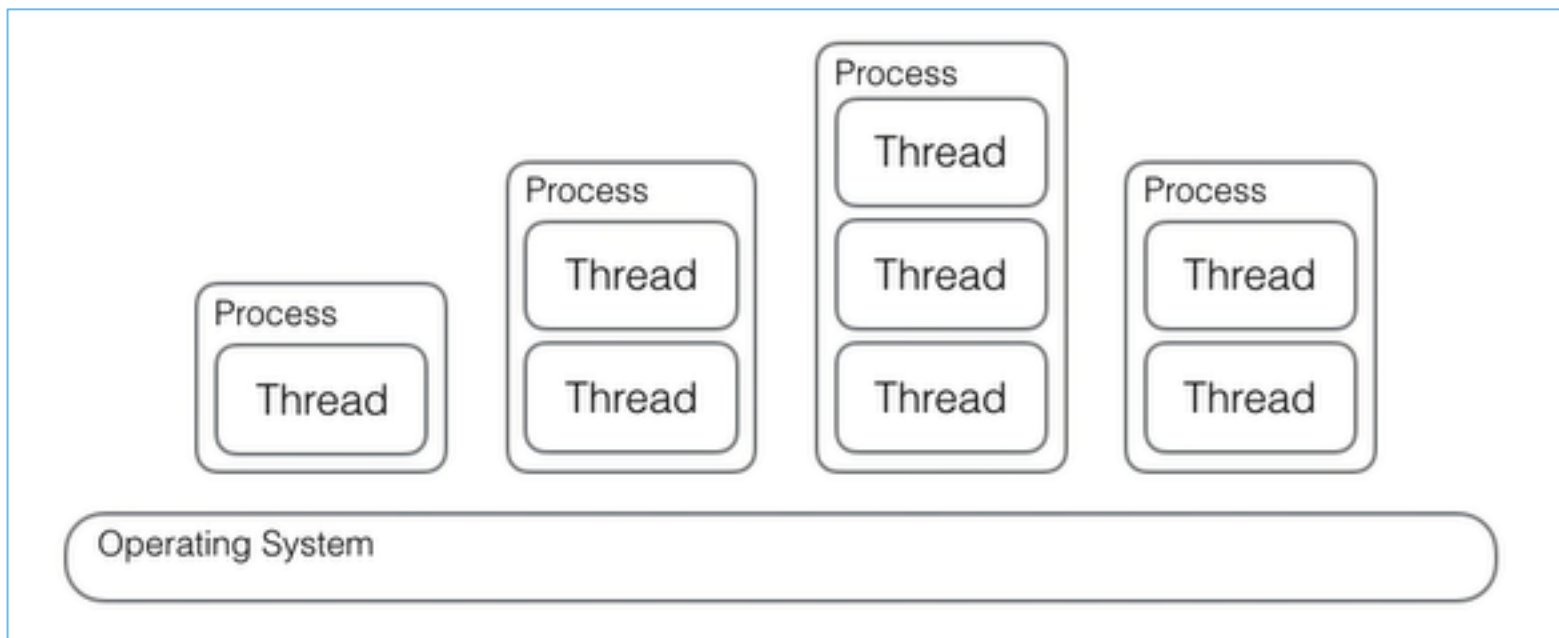 Process
Thread
Process
Thread
Thread
Process
Thread
Thread
Thread
Process
Thread
Thread
Operating System